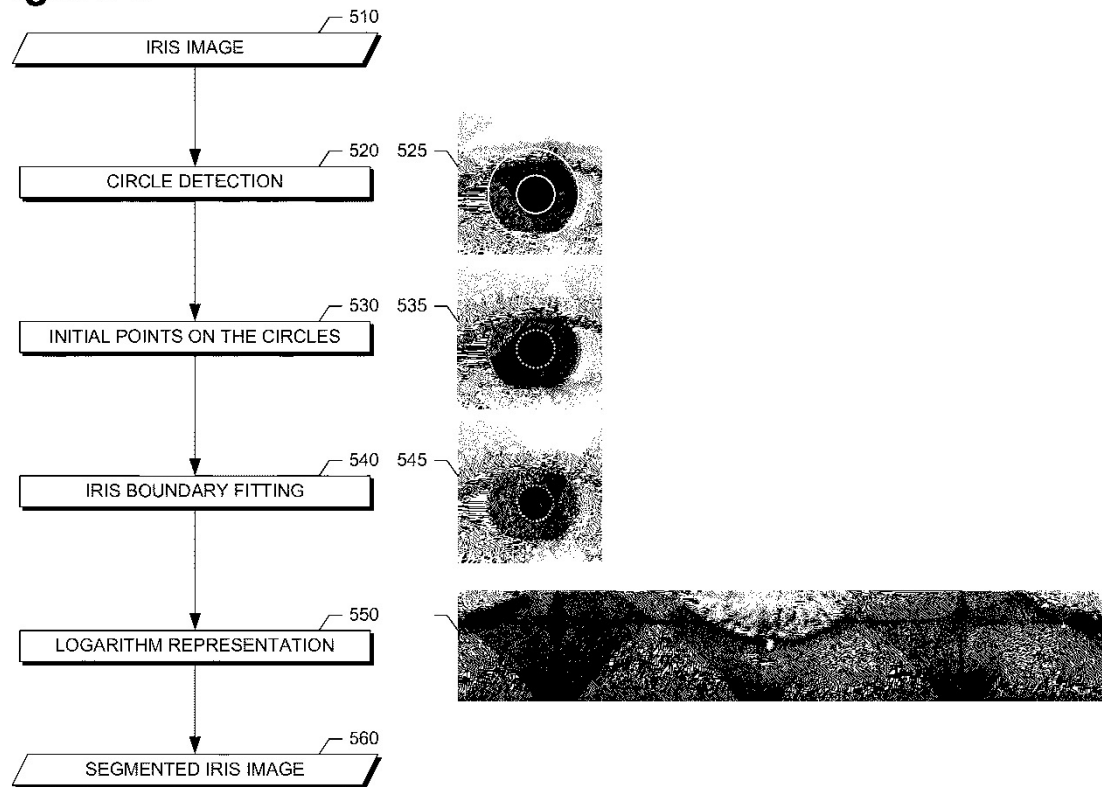 510
IRIS IMAGE
520 525
CIRCLE DETECTION
530 535
INITIAL POINTS ON THE CIRCLES
540 545
IRIS BOUNDARY FITTING
550
LOGARITHM REPRESENTATION
560
SEGMENTED IRIS IMAGE